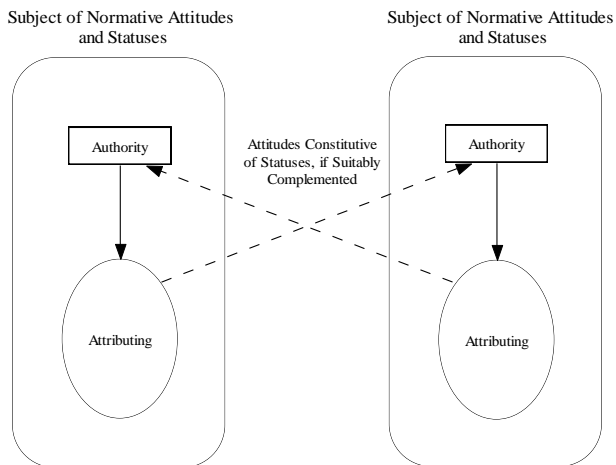 Subject of Normative Attitudes
and Statuses
Subject of Normative Attitudes
and Statuses
Authority
Attitudes Constitutive
of Statuses, if Suitably
Complemented
Authority
Attributing
Attributing